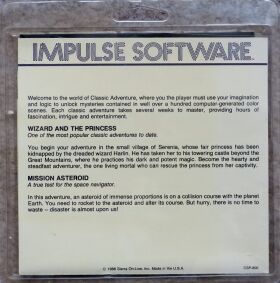 IMPULSE SOFTWARE™
Welcome to the world of Classic Adventure, where you the player must use your imagination
and logic to unlock mysteries contained in well over a hundred computer-generated color
scenes. Each classic adventure takes several weeks to master, providing hours of
fascination, intrigue and entertainment.
WIZARD AND THE PRINCESS
One of the most popular classic adventures to date.
You begin your adventure in the small village of Serenia, whose fair princess has been
kidnapped by the dreaded wizard Harlin. He has taken her to his towering castle beyond the
Great Mountains, where he practices his dark and potent magic. Become the hearty and
steadfast adventurer, the one living mortal who can rescue the princess from her captivity.
MISSION ASTEROID
A true test for the space navigator.
In this adventure, an asteroid of immense proportions is on a collision course with the planet
Earth. You need to rocket to the asteroid and alter its course. But hurry, there is no time to
waste – disaster is almost upon us!
© 1986 Sierra On-Line, Inc. Made in the U.S.A.